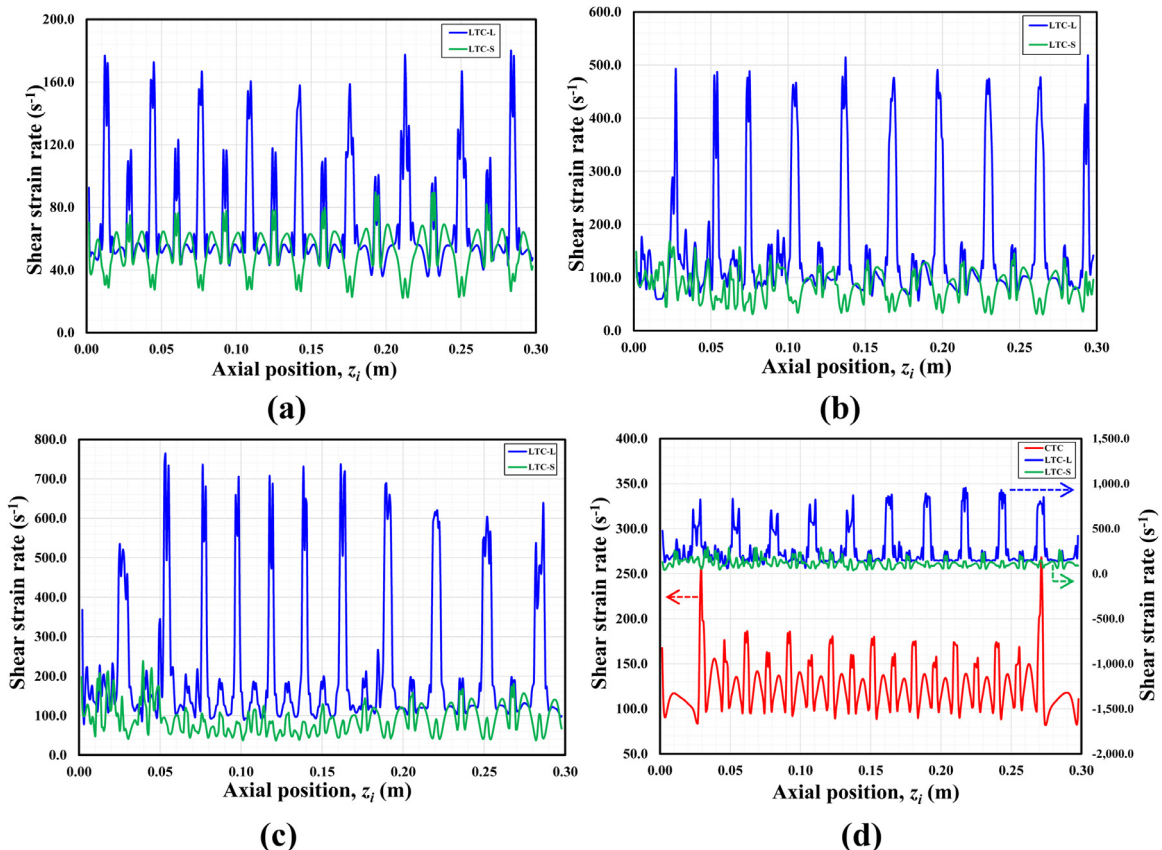 200.0
160.0
120.0
80.0
40.0
0.0
Shear strain rate (s⁻¹)
LTC-L
LTC-S
0.00 0.05 0.10 0.15 0.20 0.25 0.30
Axial position, zᵢ (m)
(a)
600.0
500.0
400.0
300.0
200.0
100.0
0.0
Shear strain rate (s⁻¹)
LTC-L
LTC-S
0.00 0.05 0.10 0.15 0.20 0.25 0.30
Axial position, zᵢ (m)
(b)
800.0
700.0
600.0
500.0
400.0
300.0
200.0
100.0
0.0
Shear strain rate (s⁻¹)
LTC-L
LTC-S
0.00 0.05 0.10 0.15 0.20 0.25 0.30
Axial position, zᵢ (m)
(c)
400.0
350.0
300.0
250.0
200.0
150.0
100.0
50.0
Shear strain rate (s⁻¹)
CTC
LTC-L
LTC-S
1,500.0
1,000.0
500.0
0.0
-500.0
-1,000.0
-1,500.0
-2,000.0
Shear strain rate (s⁻¹)
0.00 0.05 0.10 0.15 0.20 0.25 0.30
Axial position, zᵢ (m)
(d)